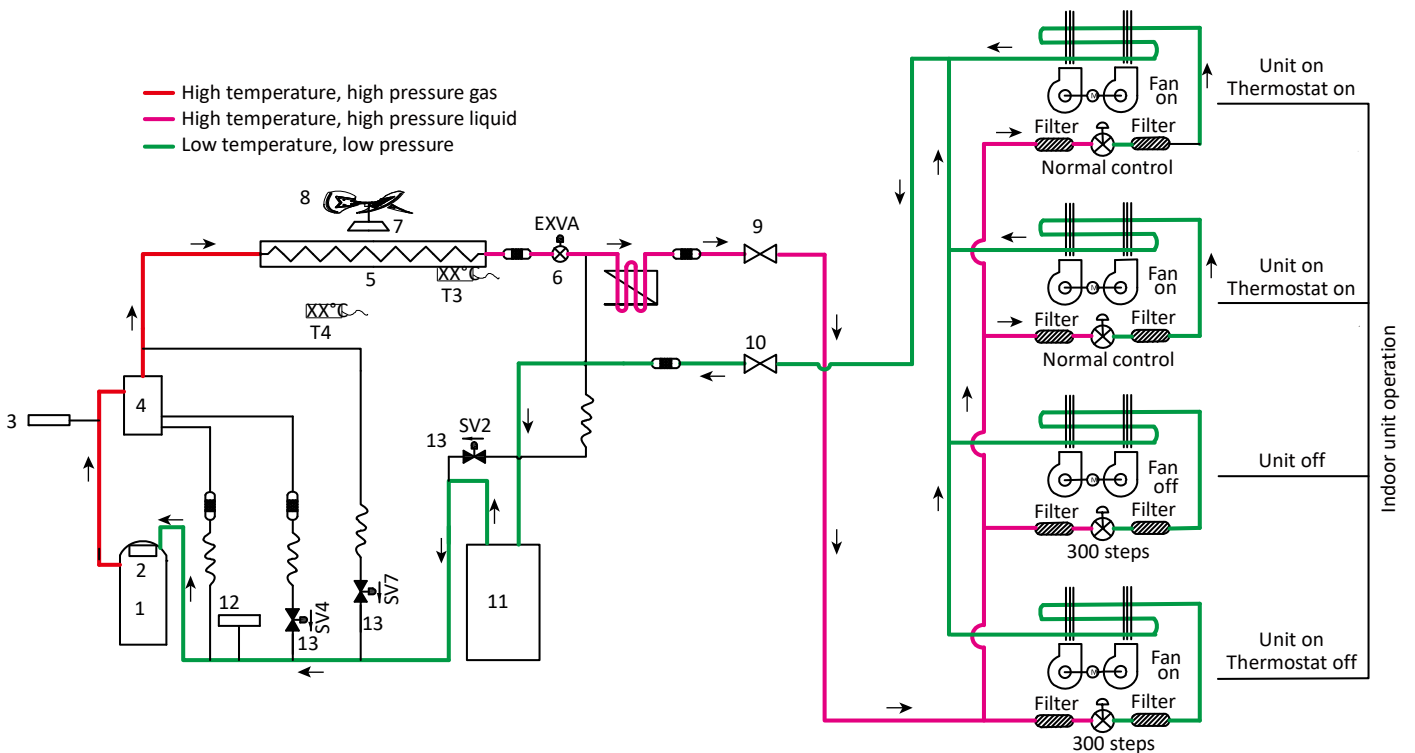 High temperature, high pressure gas
High temperature, high pressure liquid
Low temperature, low pressure
8
7
5
XX°C
T3
XX°C
T4
EXVA
6
9
10
3
4
2
1
12
SV4
13
SV7
13
13
SV2
11
M
Fan
on
Filter
Filter
Normal control
Unit on
Thermostat on
M
Fan
on
Filter
Filter
Normal control
Unit on
Thermostat on
M
Fan
off
Filter
Filter
300 steps
Unit off
M
Fan
on
Filter
Filter
300 steps
Unit on
Thermostat off
Indoor unit operation